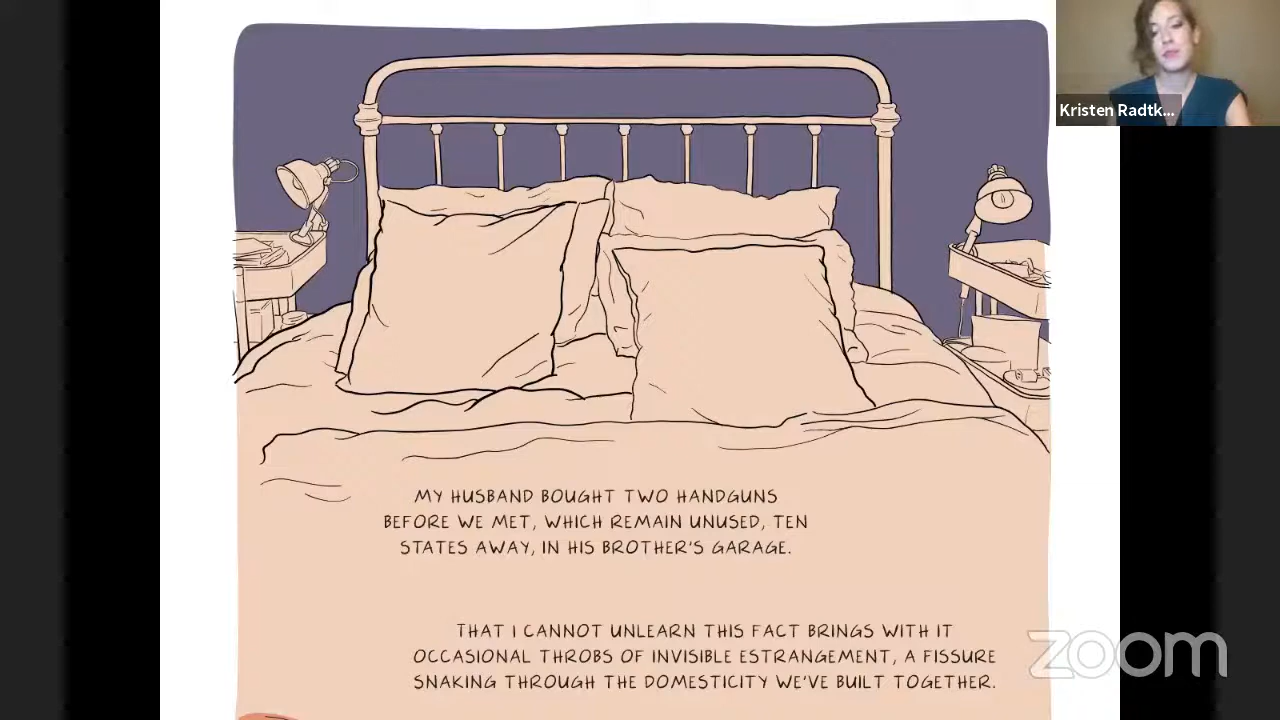 Kristen Radtk...
MY HUSBAND BOUGHT TWO HANDGUNS
BEFORE WE MET, WHICH REMAIN UNUSED, TEN
STATES AWAY, IN HIS BROTHER'S GARAGE.
THAT I CANNOT UNLEARN THIS FACT BRINGS WITH IT
OCCASIONAL THROBS OF INVISIBLE ESTRANGEMENT, A FISSURE
SNAKING THROUGH THE DOMESTICITY WE'VE BUILT TOGETHER.
zoom